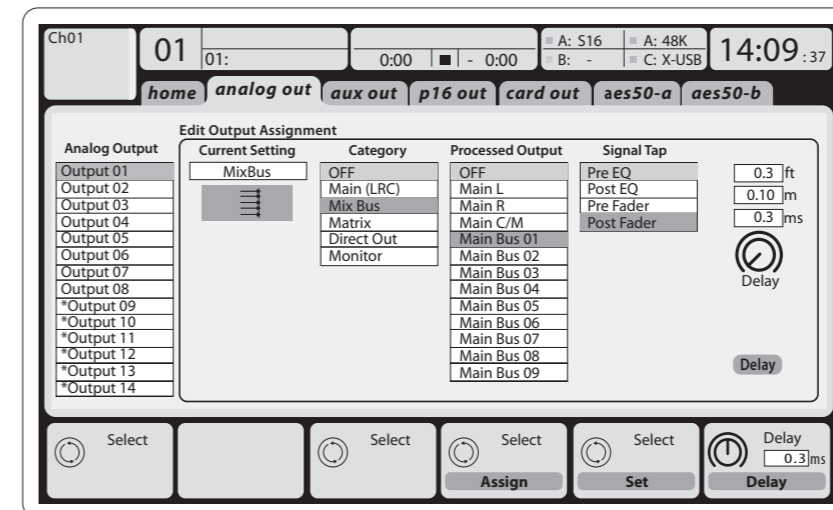 Ch01
01 01: 0:00 - 0:00 A: S16 A: 48K 14:09:37
B: - C: X-USB
home analog out aux out p16 out card out aes50-a aes50-b
Edit Output Assignment
Analog Output Current Setting Category Processed Output Signal Tap
Output 01 MixBus OFF OFF Pre EQ 0.3 ft
Output 02 Main (LRC) Main L Post EQ 0.10 m
Output 03 Mix Bus Main R Pre Fader 0.3 ms
Output 04 Matrix Main C/M Post Fader
Output 05 Direct Out Main Bus 01
Output 06 Monitor Main Bus 02
Output 07 Main Bus 03
Output 08 Main Bus 04 Delay
*Output 09 Main Bus 05
*Output 10 Main Bus 06
*Output 11 Main Bus 07
*Output 12 Main Bus 08
*Output 13 Main Bus 09 Delay
*Output 14
Select Select Select Select Delay
0.3 ms
Assign Set Delay